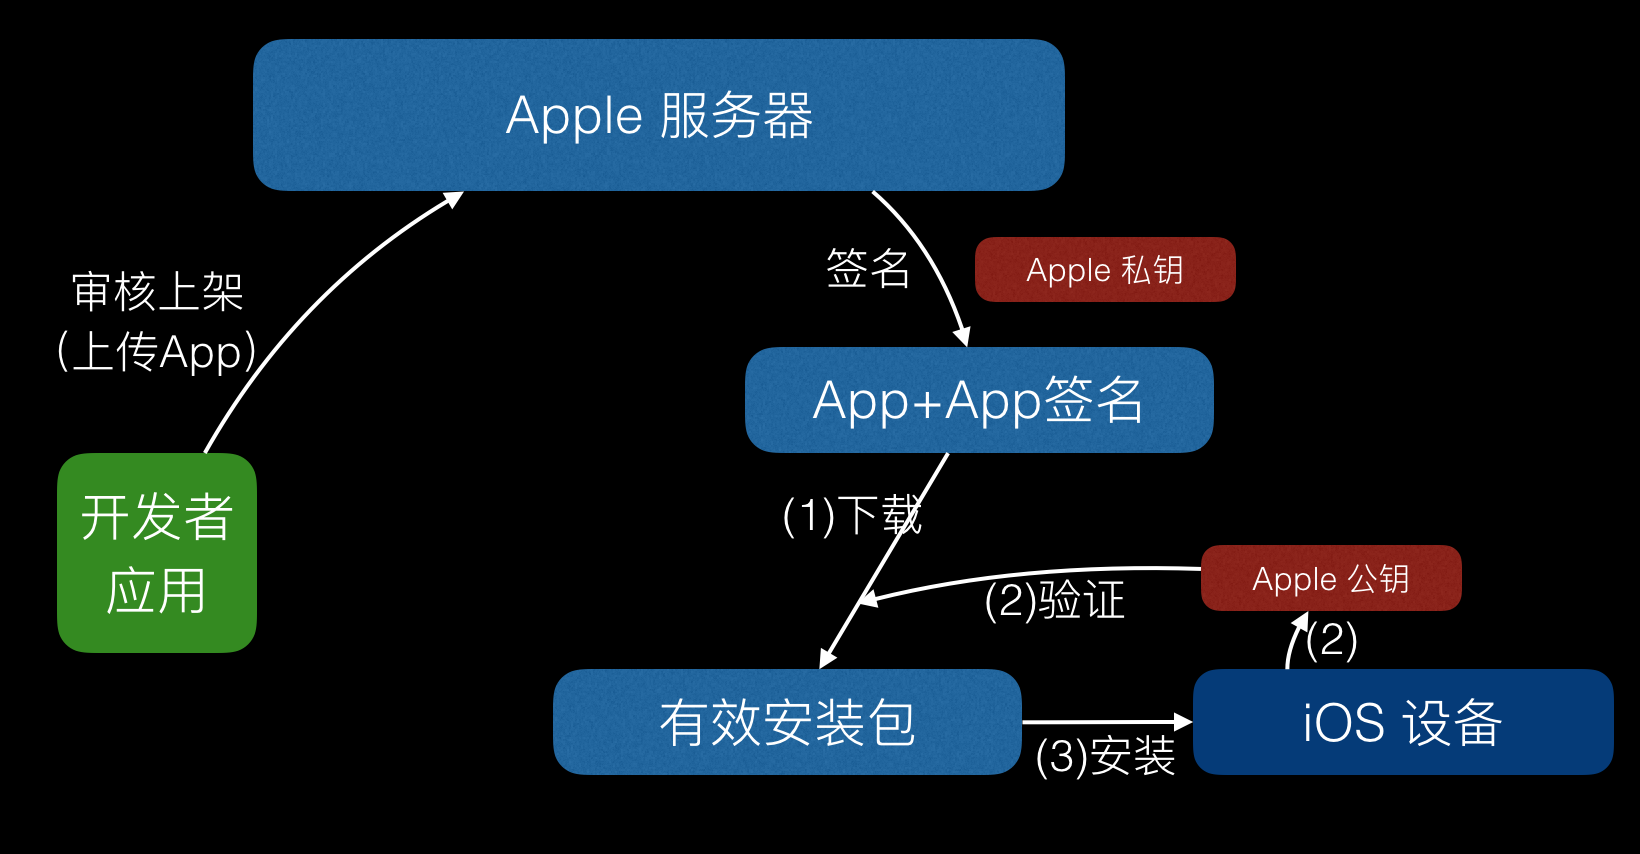 Apple 服务器
签名
Apple 私钥
审核上架
(上传App)
App+App签名
开发者
应用
(1)下载
Apple 公钥
(2)验证
(2)
有效安装包
iOS 设备
(3)安装